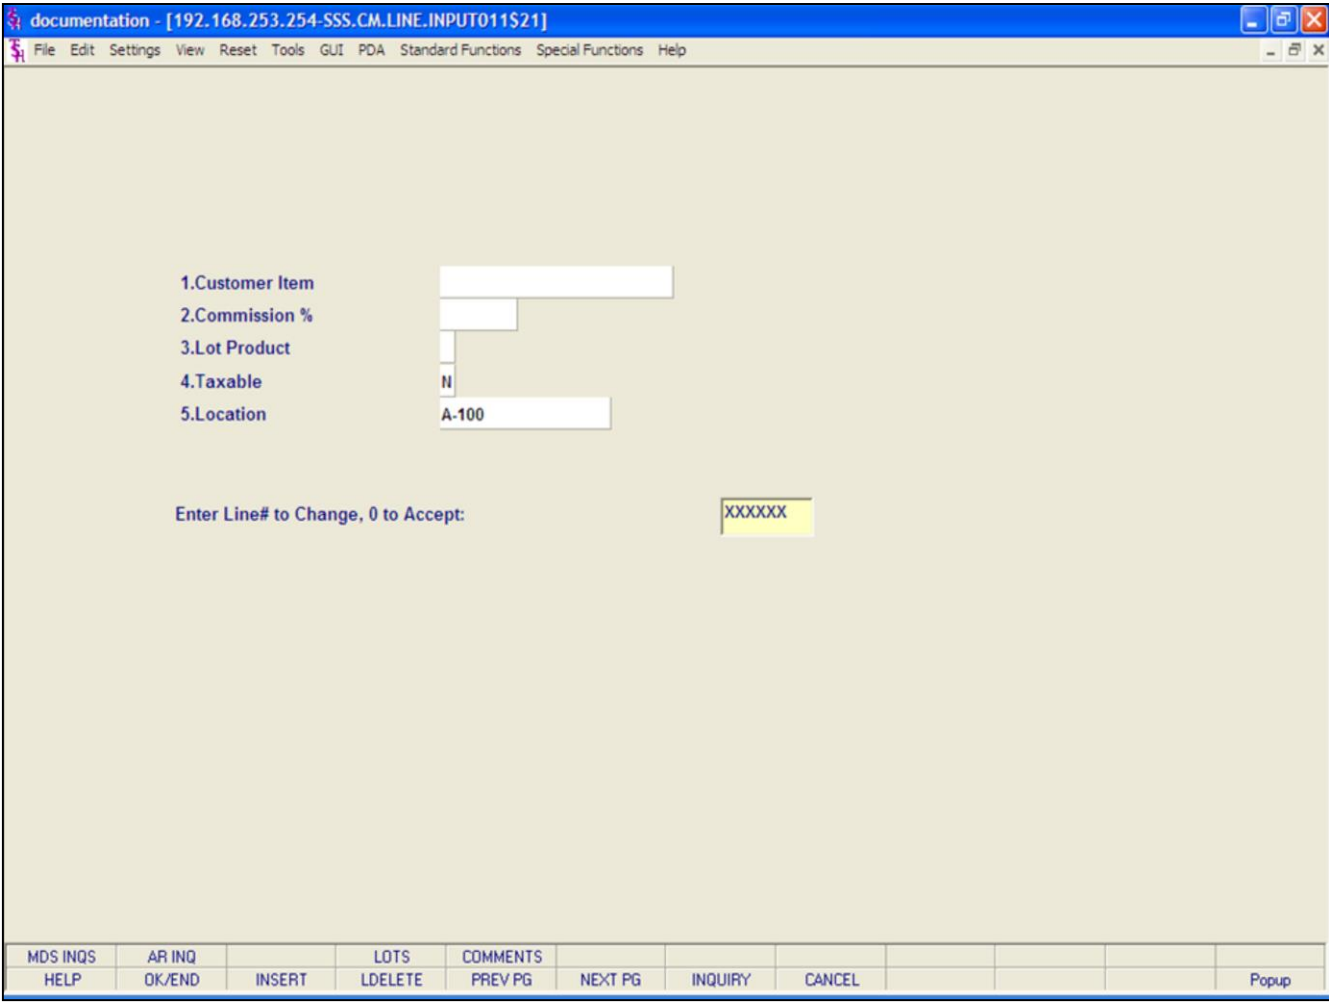 documentation - [192.168.253.254-SSS.CM.LINE.INPUT011$21]
File Edit Settings View Reset Tools GUI PDA Standard Functions Special Functions Help
1.Customer Item
2.Commission %
3.Lot Product
4.Taxable N
5.Location A-100
Enter Line# to Change, 0 to Accept: XXXXXX
MDS INQS AR INQ LOTS COMMENTS
HELP OK/END INSERT LDELETE PREV PG NEXT PG INQUIRY CANCEL Popup